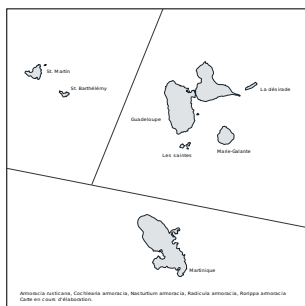 St. Martin
St. Barthélémy
La désirade
Guadeloupe
Les saintes
Marie-Galante
Martinique
Armoracia rusticana, Cochlearia armoracia, Nasturtium armoracia, Radicula armoracia, Rorippa armoracia
Carte en cours d'élaboration.